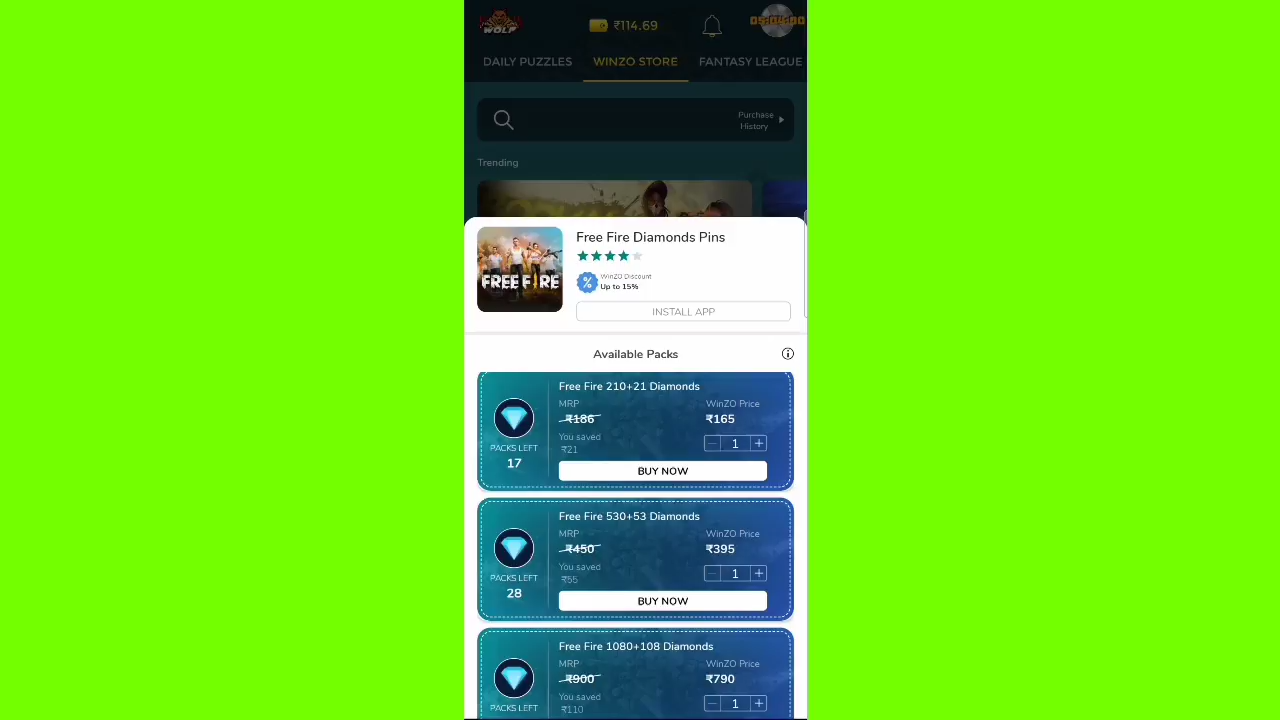 WOLF
₹114.69
DAILY PUZZLES
WINZO STORE
FANTASY LEAGUE
Purchase
History
Trending
FREE FIRE
Free Fire Diamonds Pins
WinZO Discount
Up to 15%
INSTALL APP
Available Packs
Free Fire 210+21 Diamonds
MRP
WinZO Price
₹186
₹165
You saved
₹21
1
PACKS LEFT
17
BUY NOW
Free Fire 530+53 Diamonds
MRP
WinZO Price
₹450
₹395
You saved
₹55
1
PACKS LEFT
28
BUY NOW
Free Fire 1080+108 Diamonds
MRP
WinZO Price
₹900
₹790
You saved
₹110
1
PACKS LEFT